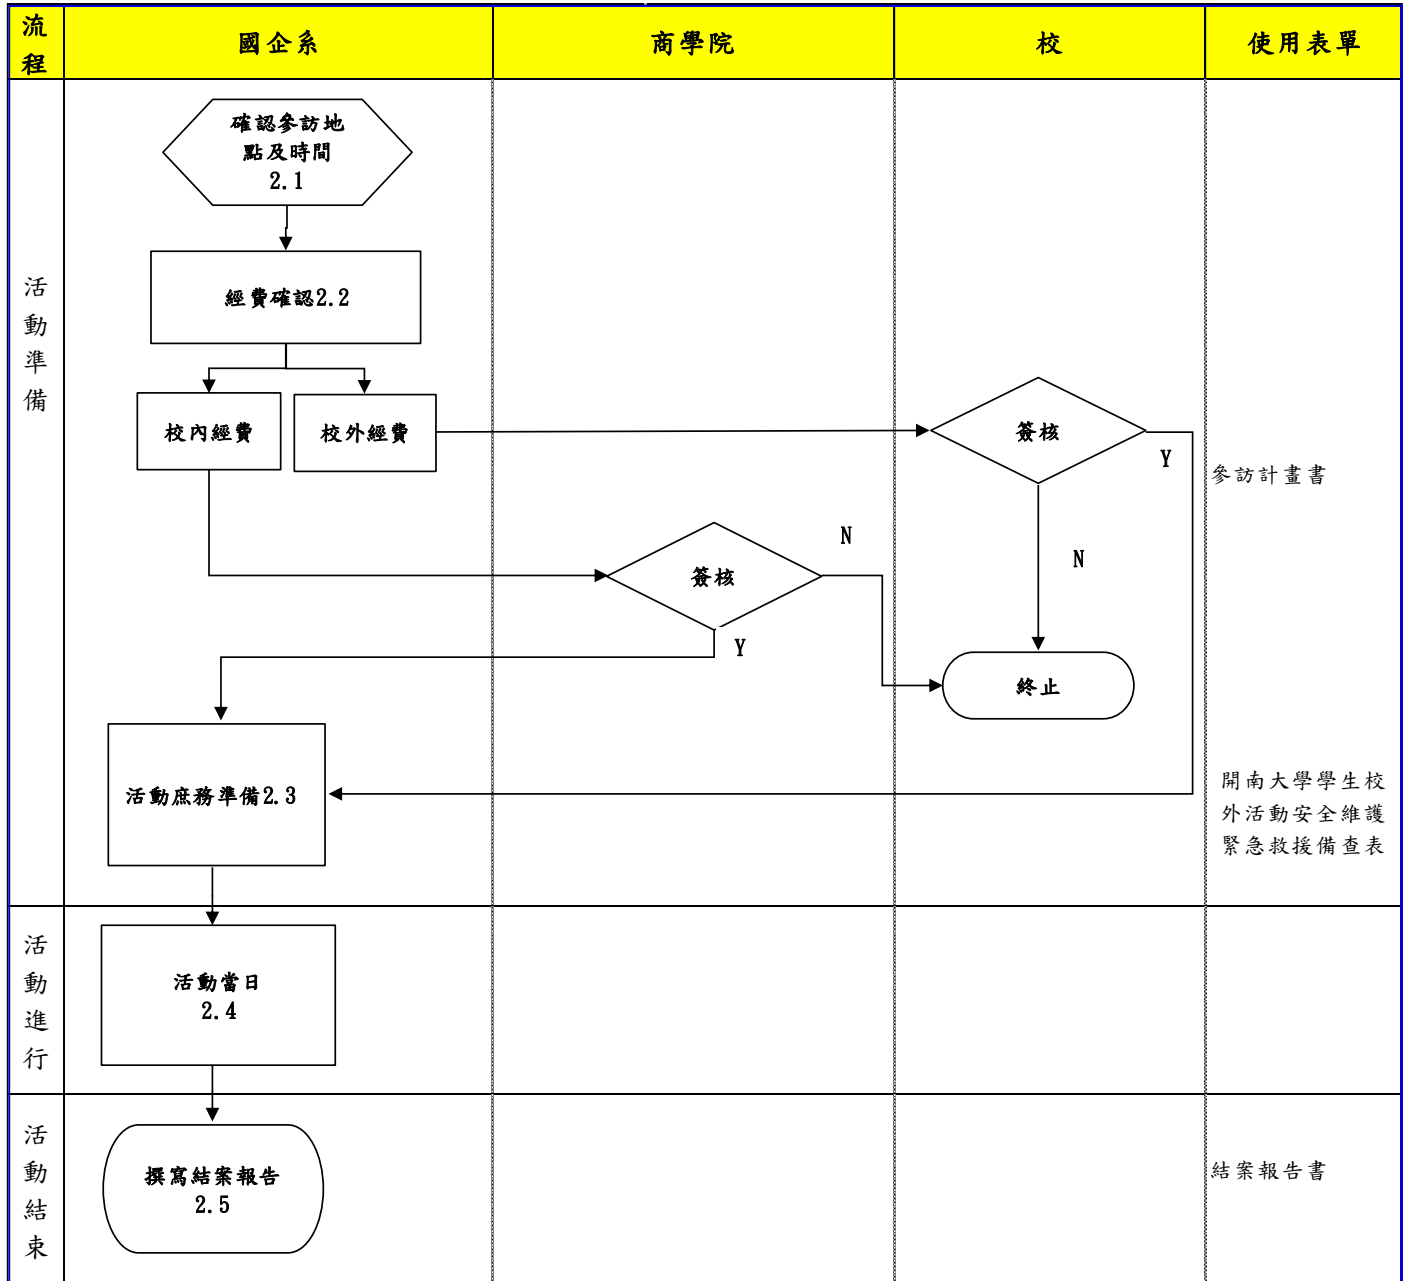 流程
國企系
商學院
校
使用表單
活動準備
確認參訪地
點及時間
2.1
經費確認2.2
校內經費
校外經費
簽核
Y
參訪計畫書
N
簽核
N
Y
終止
活動庶務準備2.3
開南大學學生校
外活動安全維護
緊急救援備查表
活動進行
活動當日
2.4
活動結束
撰寫結案報告
2.5
結案報告書